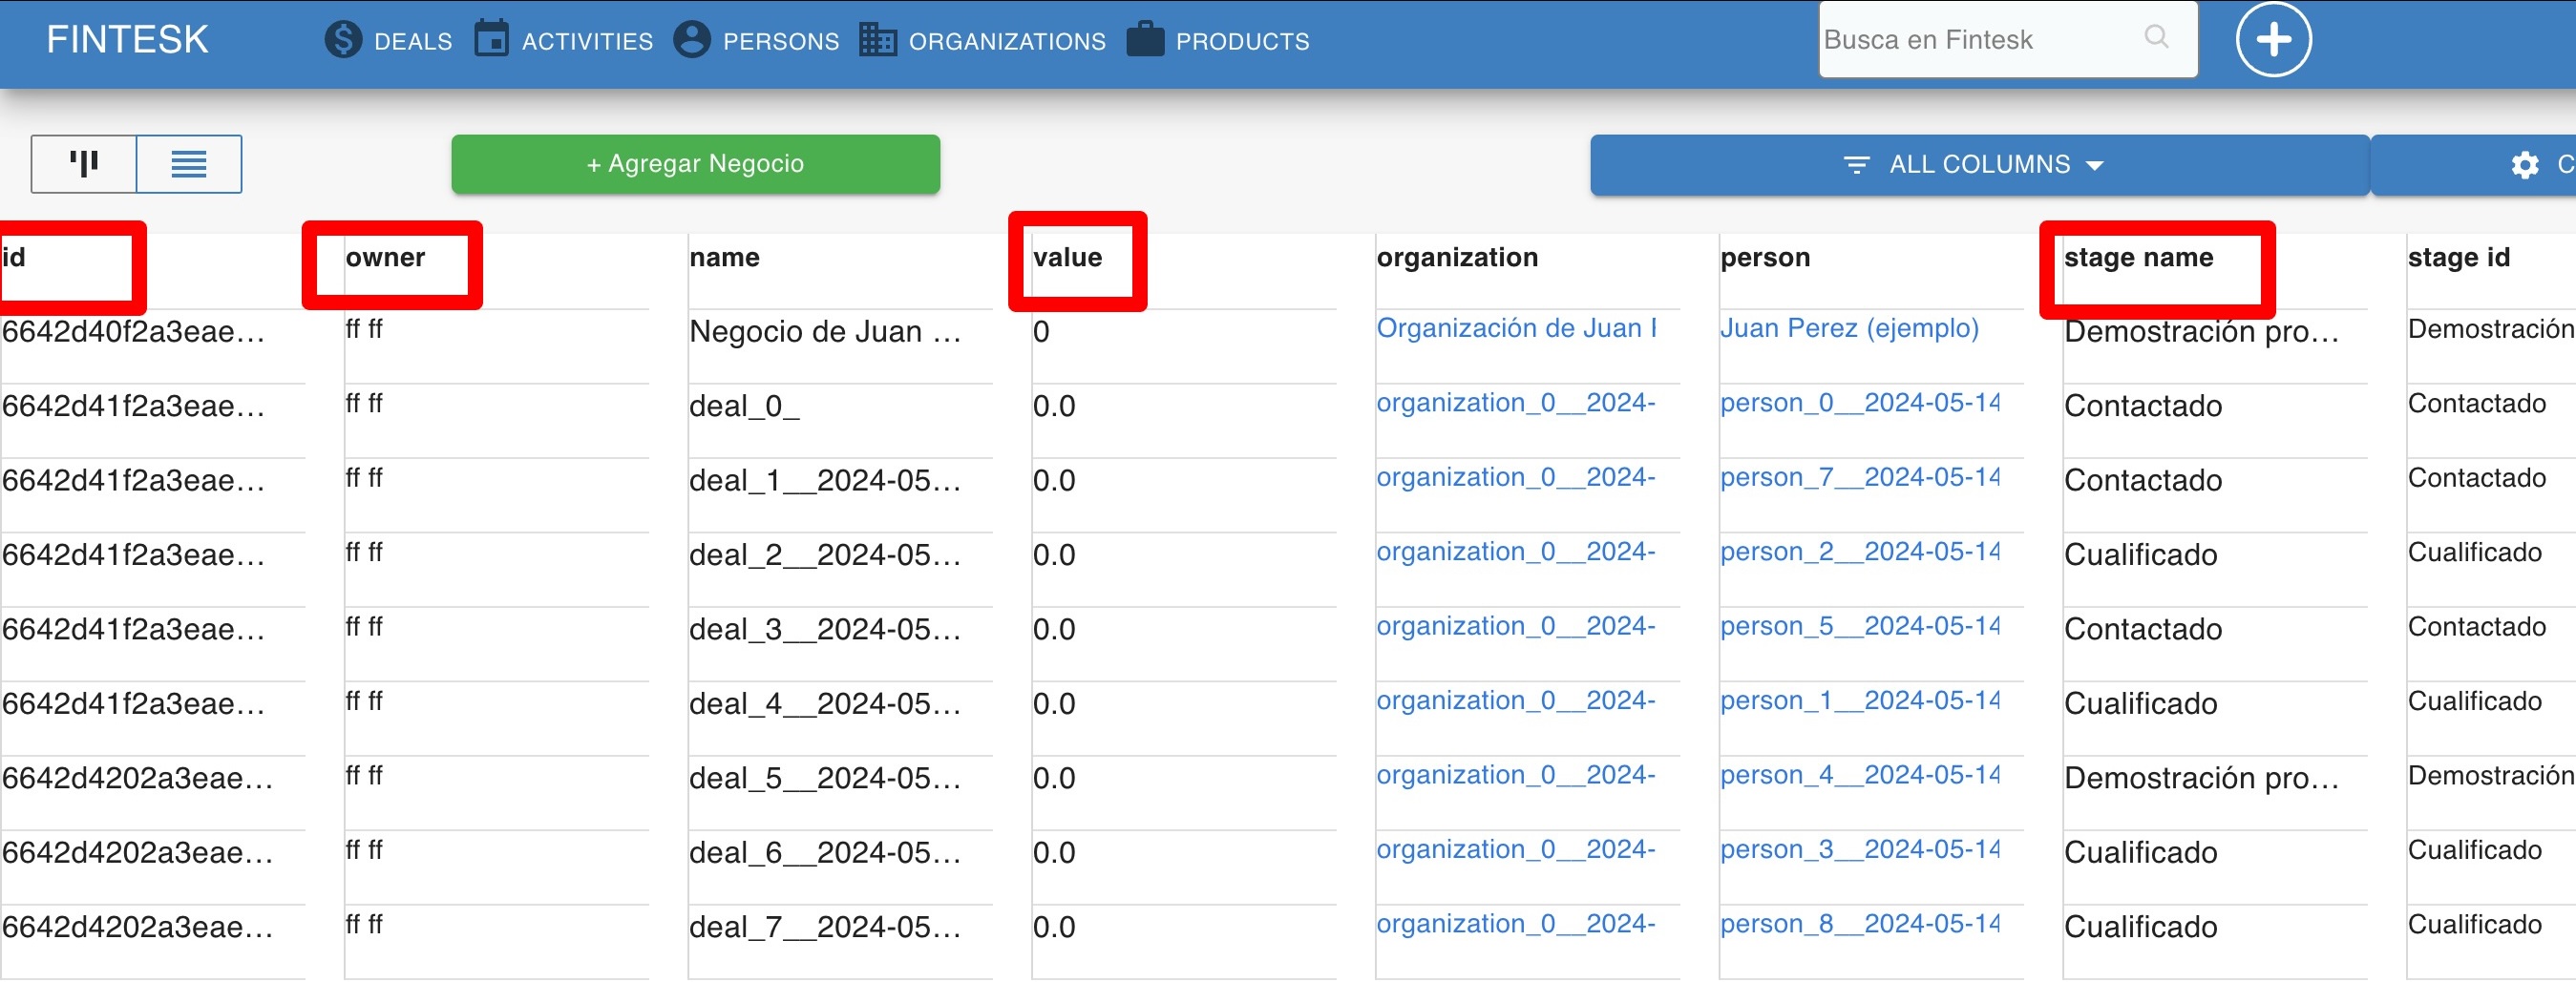 FINTESK DEALS ACTIVITIES PERSONS ORGANIZATIONS PRODUCTS Busca en Fintesk
+ Agregar Negocio ALL COLUMNS C
id owner name value organization person stage name stage id
6642d40f2a3eae... ff ff Negocio de Juan ... 0 Organización de Juan Juan Perez (ejemplo) Demostración pro... Demostración
6642d41f2a3eae... ff ff deal_0_ 0.0 organization_0__2024- person_0__2024-05-14 Contactado Contactado
6642d41f2a3eae... ff ff deal_1__2024-05... 0.0 organization_0__2024- person_7__2024-05-14 Contactado Contactado
6642d41f2a3eae... ff ff deal_2__2024-05... 0.0 organization_0__2024- person_2__2024-05-14 Cualificado Cualificado
6642d41f2a3eae... ff ff deal_3__2024-05... 0.0 organization_0__2024- person_5__2024-05-14 Contactado Contactado
6642d41f2a3eae... ff ff deal_4__2024-05... 0.0 organization_0__2024- person_1__2024-05-14 Cualificado Cualificado
6642d4202a3eae... ff ff deal_5__2024-05... 0.0 organization_0__2024- person_4__2024-05-14 Demostración pro... Demostración
6642d4202a3eae... ff ff deal_6__2024-05... 0.0 organization_0__2024- person_3__2024-05-14 Cualificado Cualificado
6642d4202a3eae... ff ff deal_7__2024-05... 0.0 organization_0__2024- person_8__2024-05-14 Cualificado Cualificado